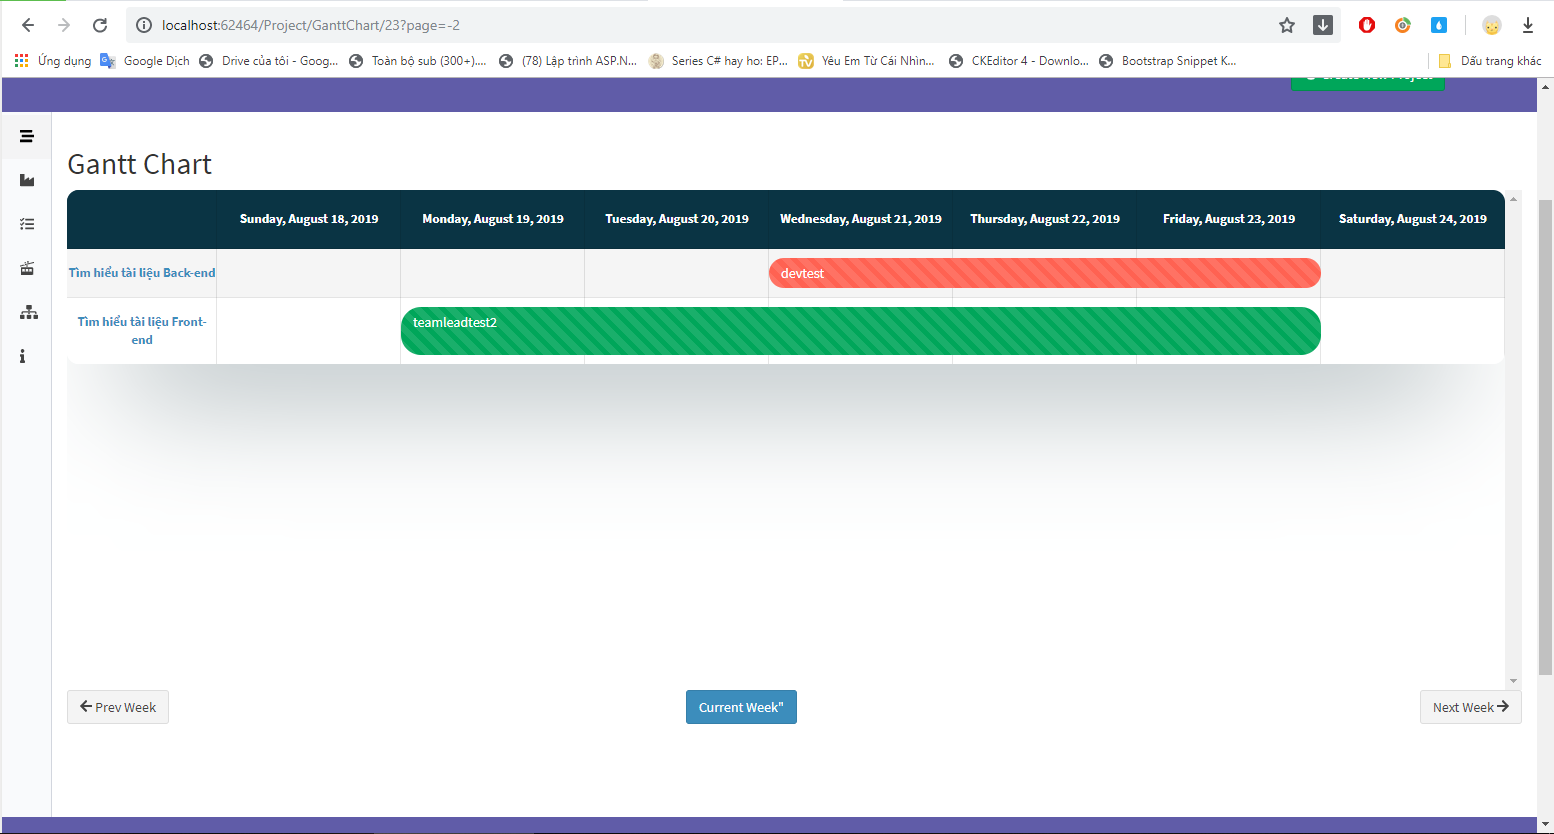 localhost:62464/Project/GanttChart/23?page=-2
Ứng dụng Google Dịch Drive của tôi - Goog... Toàn bộ sub (300+).... (78) Lập trình ASP.N... Series C# hay ho: EP... Yêu Em Từ Cái Nhìn... CKEditor 4 - Downlo... Bootstrap Snippet K... Dấu trang khác
Create New Project
Gantt Chart
Sunday, August 18, 2019 Monday, August 19, 2019 Tuesday, August 20, 2019 Wednesday, August 21, 2019 Thursday, August 22, 2019 Friday, August 23, 2019 Saturday, August 24, 2019
Tìm hiểu tài liệu Back-end devtest
Tìm hiểu tài liệu Front-
end
teamleadtest2
Prev Week Current Week" Next Week